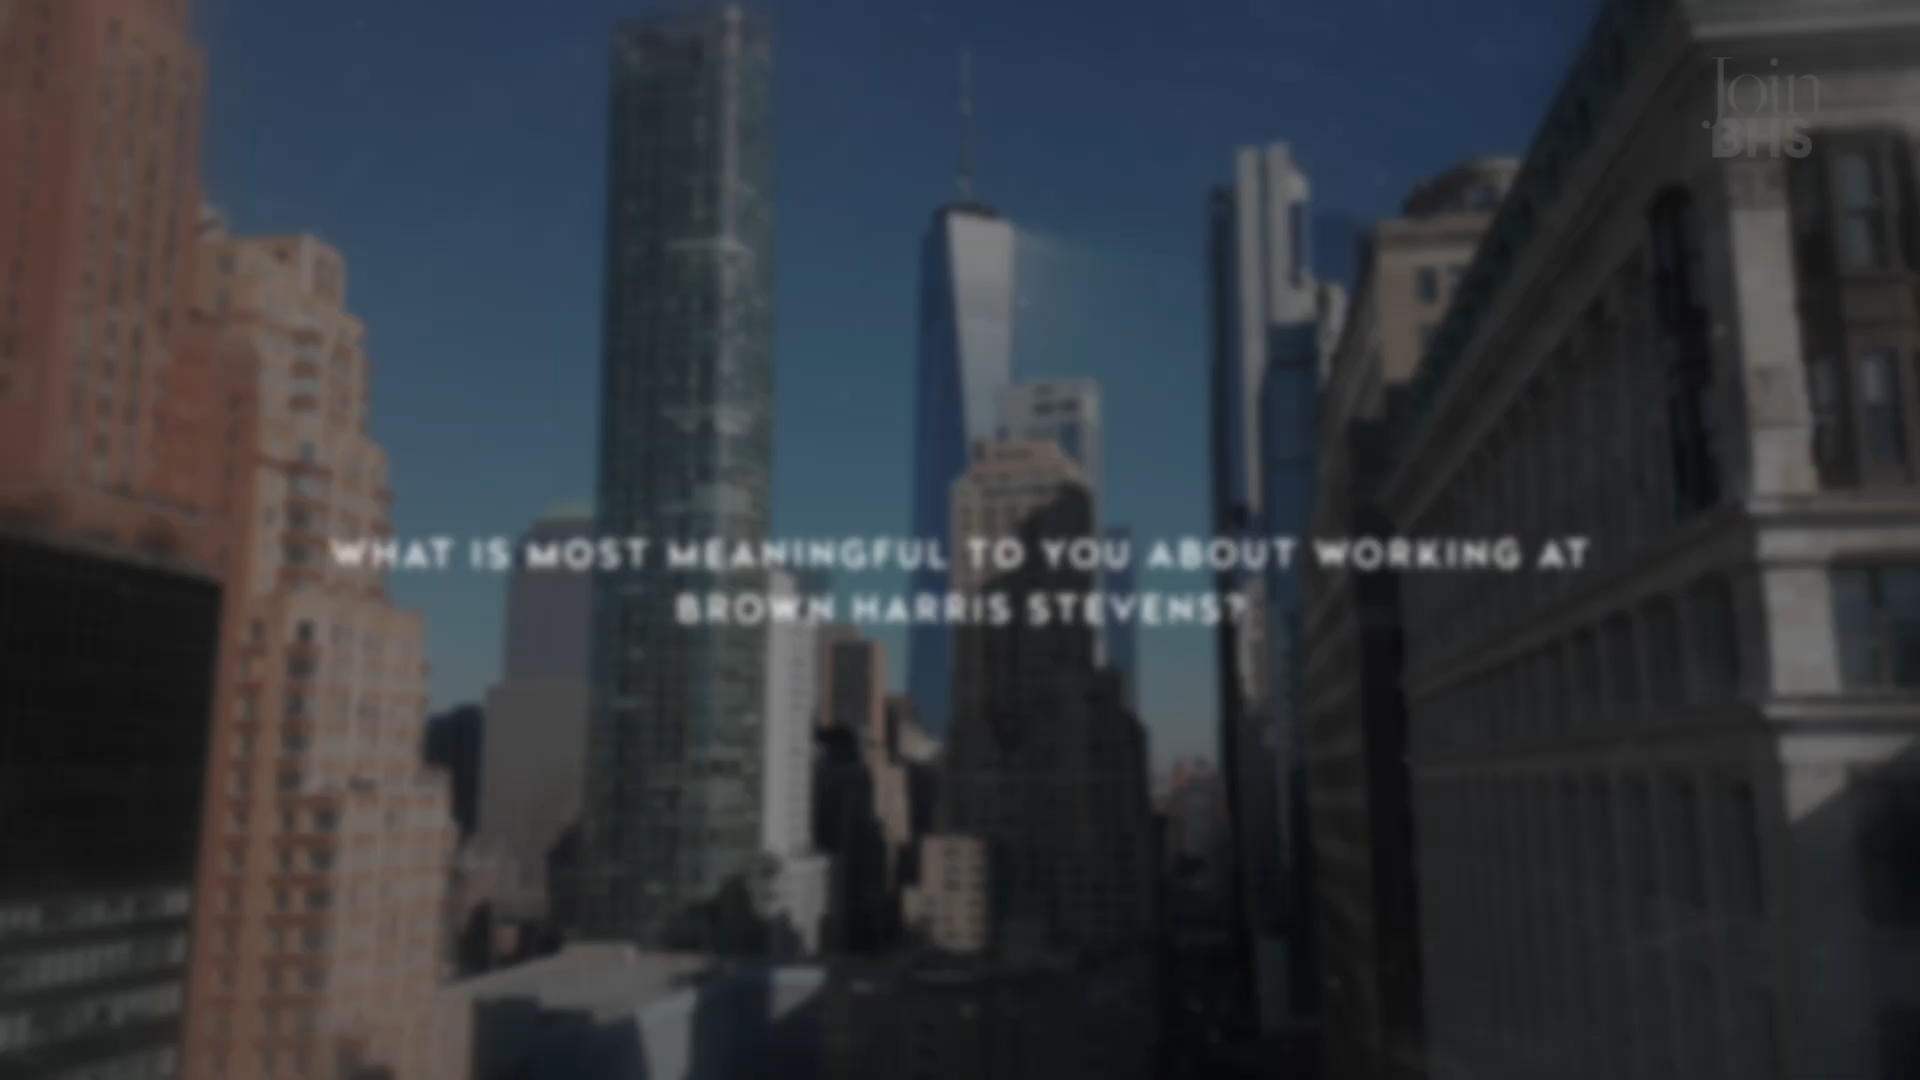 Join
BHS
WHAT IS MOST MEANINGFUL TO YOU ABOUT WORKING AT
BROWN HARRIS STEVENS?